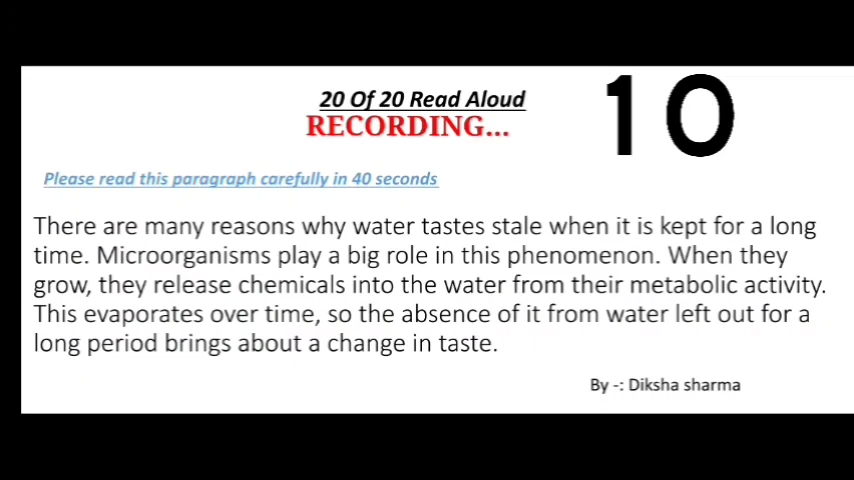 20 Of 20 Read Aloud
RECORDING...
10
Please read this paragraph carefully in 40 seconds
There are many reasons why water tastes stale when it is kept for a long
time. Microorganisms play a big role in this phenomenon. When they
grow, they release chemicals into the water from their metabolic activity.
This evaporates over time, so the absence of it from water left out for a
long period brings about a change in taste.
By -: Diksha sharma